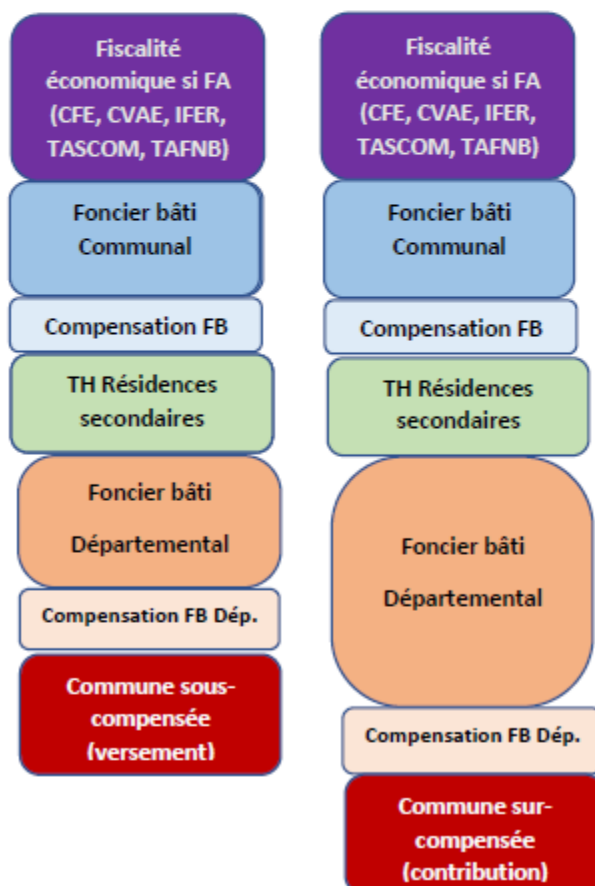 Fiscalité
économique si FA
(CFE, CVAE, IFER,
TASCOM, TAFNB)
Foncier bâti
Communal
Compensation FB
TH Résidences
secondaires
Foncier bâti
Départemental
Compensation FB Dép.
Commune sous-
compensée
(versement)
Fiscalité
économique si FA
(CFE, CVAE, IFER,
TASCOM, TAFNB)
Foncier bâti
Communal
Compensation FB
TH Résidences
secondaires
Foncier bâti
Départemental
Compensation FB Dép.
Commune sur-
compensée
(contribution)